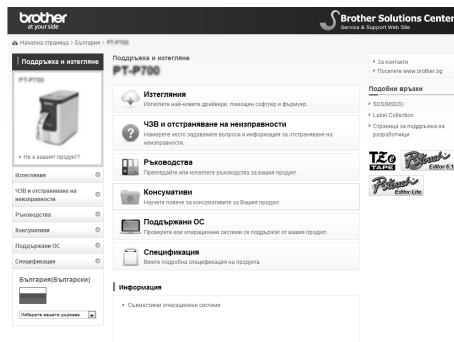 brother
at your side
Brother Solutions Center
Service & Support Web Site
Начална страница > България > PT-P700
Поддръжка и изтегляне
PT-P700
Не е вашият продукт?
Изтегляния
ЧЗВ и отстраняване на
неизправности
Ръководства
Консумативи
Поддържани ОС
Спецификация
България(Български)
Изберете вашата държава
Поддръжка и изтегляне
PT-P700
Изтегляния
Изтеглете най-новите драйвери, помощен софтуер и фърмуер.
ЧЗВ и отстраняване на неизправности
Намерете често задаваните въпроси и информация за отстраняване на
неизправности.
Ръководства
Прегледайте или изтеглете ръководства за вашия продукт.
Консумативи
Научете повече за консумативите за Вашия продукт.
Поддържани ОС
Проверете кои операционни системи се поддържат от вашия продукт.
Спецификация
Вижте подробна спецификация на продукта.
Информация
Съвместими операционни системи
За контакти
Посетете www.brother.bg
Подобни връзки
SDS(MSDS)
Label Collection
Страница за поддръжка на
разработчици
TZe
TAPE
P-touch
Editor 5.1
P-touch
Editor Lite